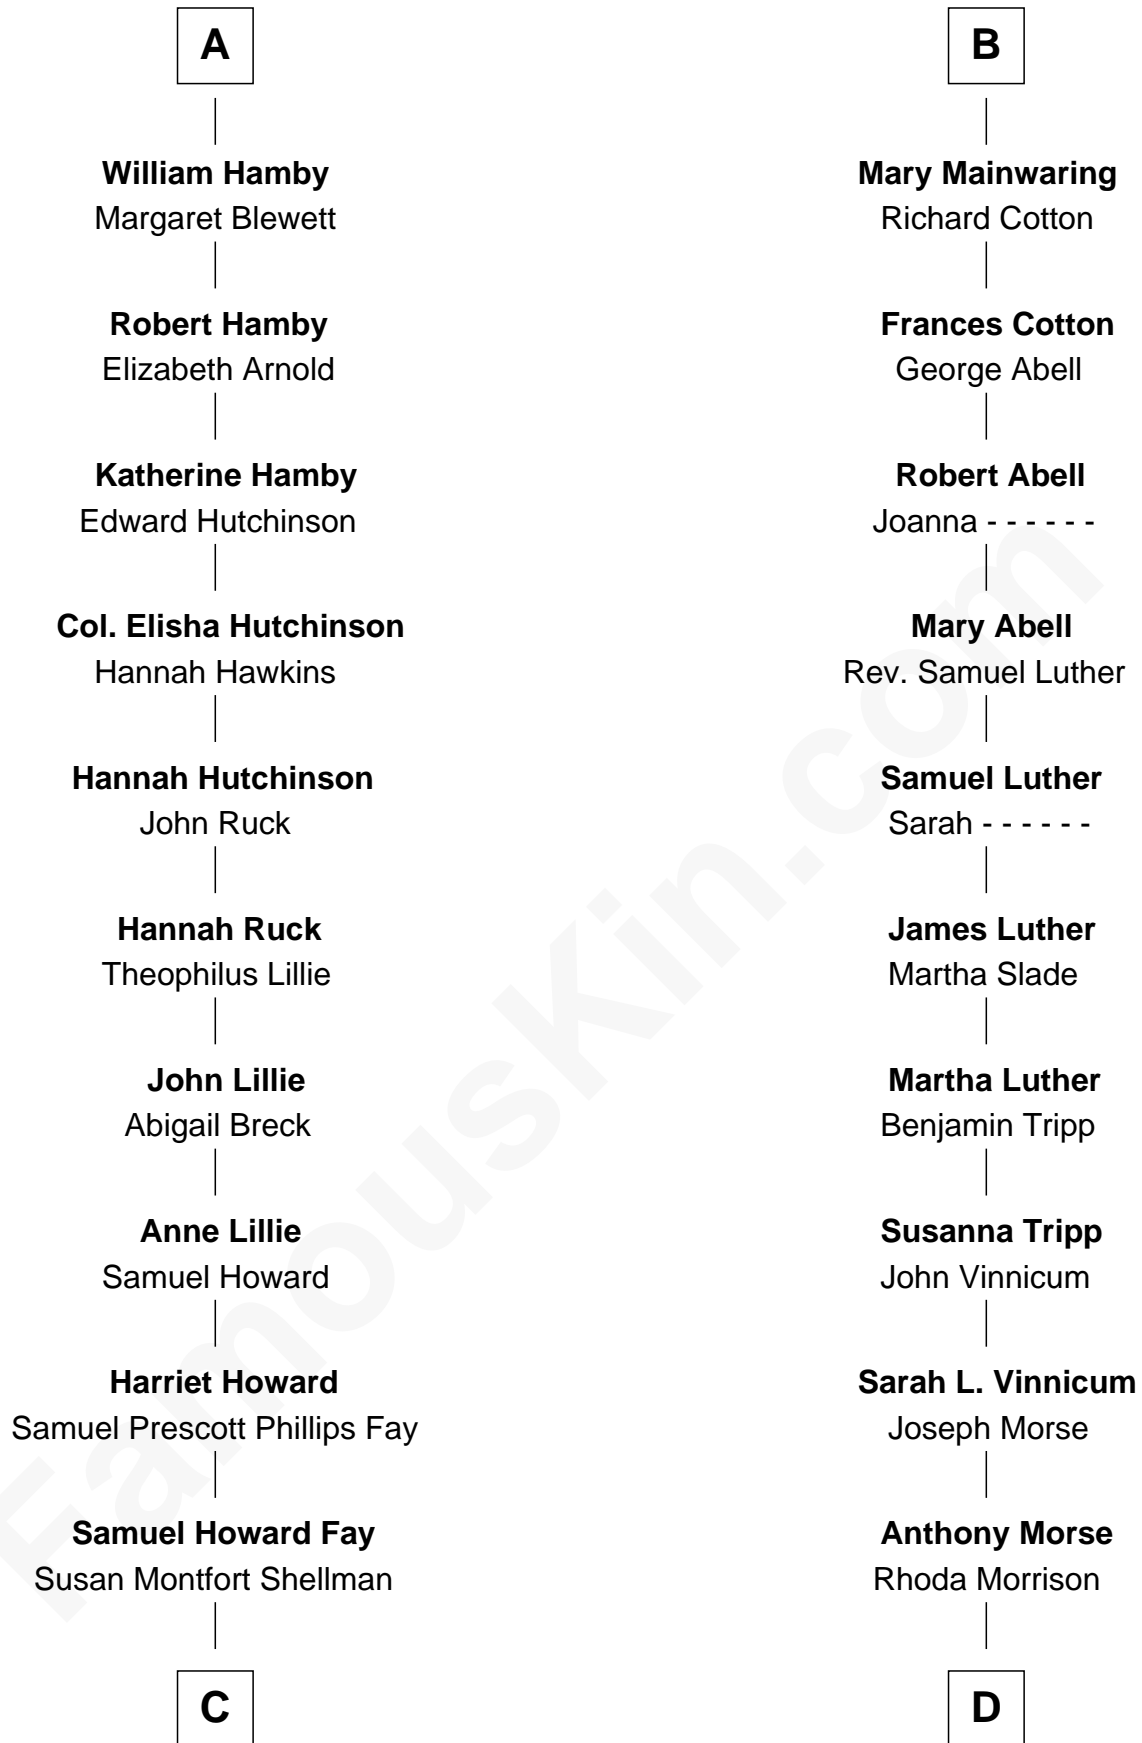 A
William Hamby
Margaret Blewett
Robert Hamby
Elizabeth Arnold
Katherine Hamby
Edward Hutchinson
Col. Elisha Hutchinson
Hannah Hawkins
Hannah Hutchinson
John Ruck
Hannah Ruck
Theophilus Lillie
John Lillie
Abigail Breck
Anne Lillie
Samuel Howard
Harriet Howard
Samuel Prescott Phillips Fay
Samuel Howard Fay
Susan Montfort Shellman
C
B
Mary Mainwaring
Richard Cotton
Frances Cotton
George Abell
Robert Abell
Joanna - - - - - -
Mary Abell
Rev. Samuel Luther
Samuel Luther
Sarah - - - - - -
James Luther
Martha Slade
Martha Luther
Benjamin Tripp
Susanna Tripp
John Vinnicum
Sarah L. Vinnicum
Joseph Morse
Anthony Morse
Rhoda Morrison
D
FamousKin.com